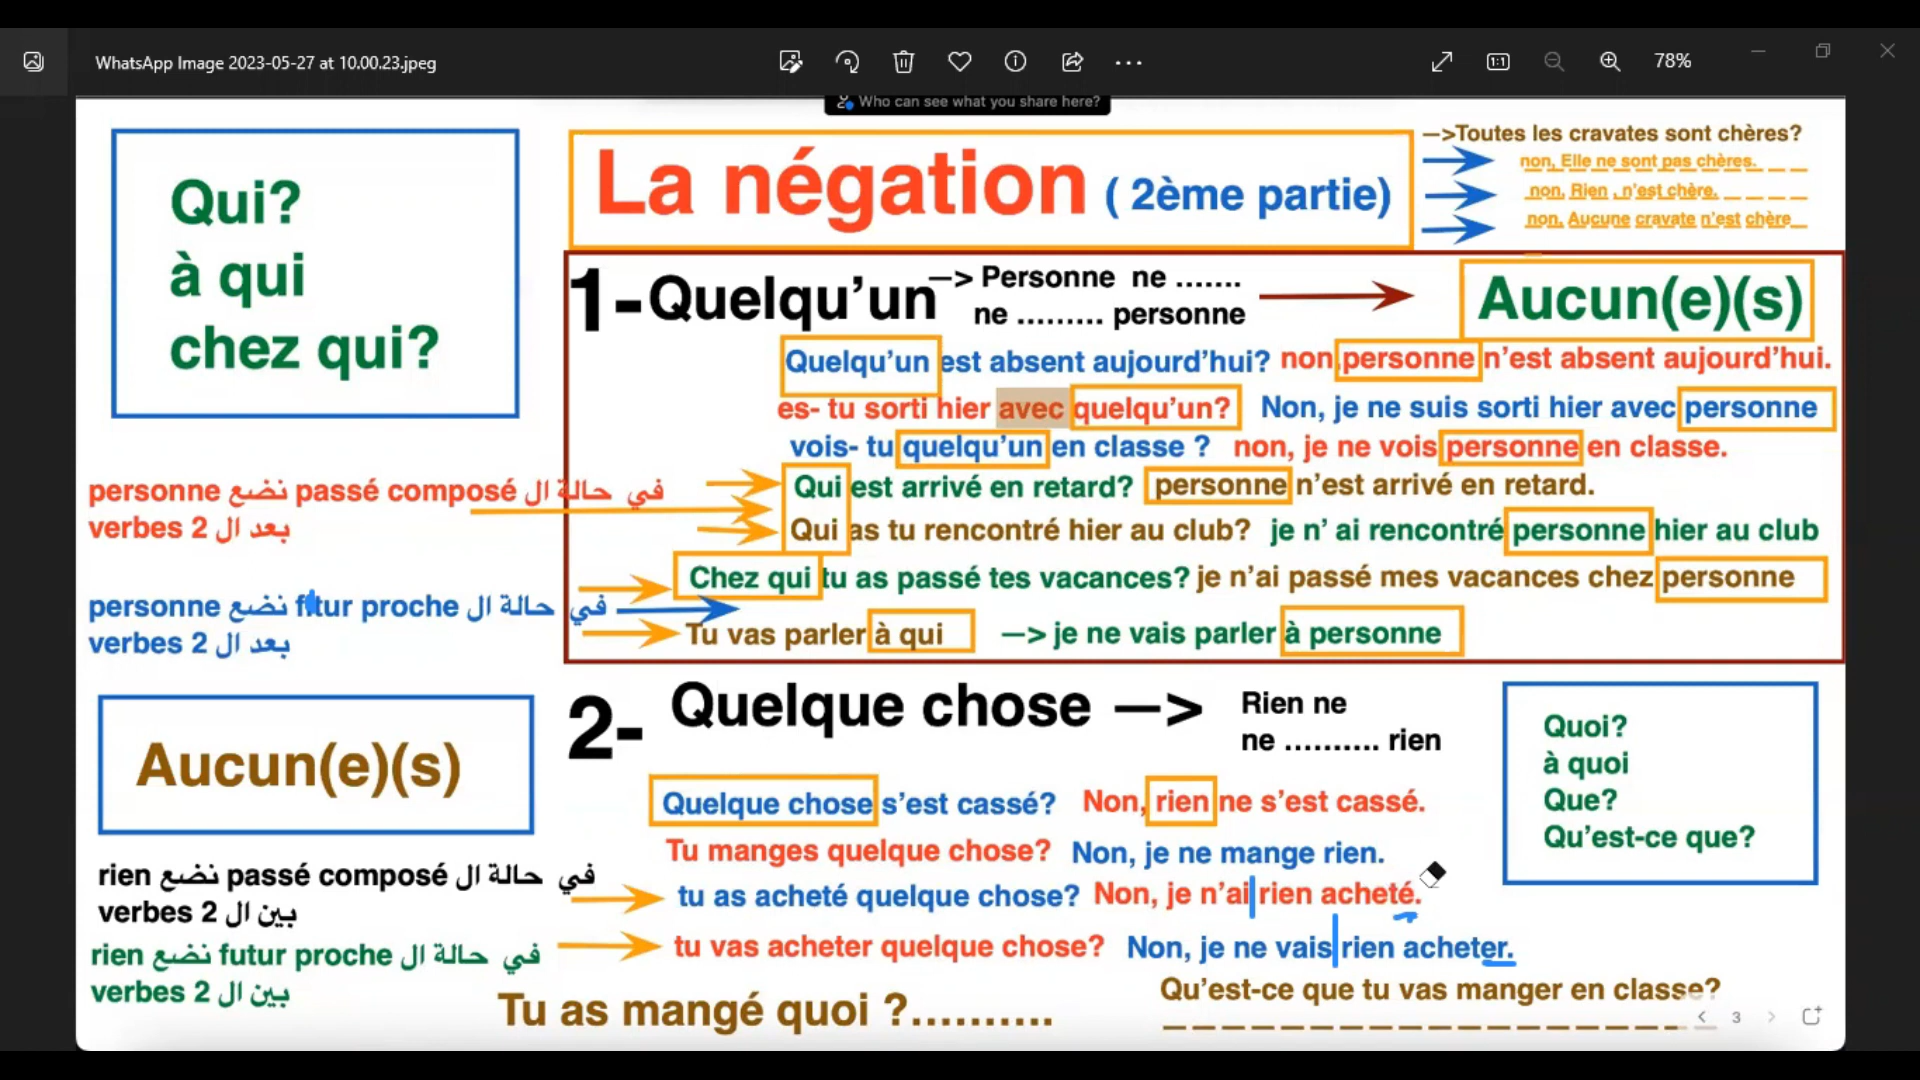 WhatsApp Image 2023-05-27 at 10.00.23.jpeg
78%
Who can see what you share here?
Qui?
à qui
chez qui?
La négation ( 2ème partie)
—>Toutes les cravates sont chères?
non, Elle ne sont pas chères.
non, Rien , n'est chère.
non, Aucune cravate n'est chère
1- Quelqu'un —> Personne ne .......
ne ......... personne
Aucun(e)(s)
Quelqu'un est absent aujourd'hui? non,personne n'est absent aujourd'hui.
es- tu sorti hier avec quelqu'un? Non, je ne suis sorti hier avec personne
vois- tu quelqu'un en classe ? non, je ne vois personne en classe.
Qui est arrivé en retard? personne n'est arrivé en retard.
Qui as tu rencontré hier au club? je n' ai rencontré personne hier au club
Chez qui tu as passé tes vacances? je n'ai passé mes vacances chez personne
Tu vas parler à qui —> je ne vais parler à personne
في حالة ال passé composé نضع personne
بعد ال 2 verbes
في حالة ال futur proche نضع personne
بعد ال 2 verbes
Aucun(e)(s)
2- Quelque chose —> Rien ne
ne .......... rien
Quoi?
à quoi
Que?
Qu'est-ce que?
Quelque chose s'est cassé? Non, rien ne s'est cassé.
Tu manges quelque chose? Non, je ne mange rien.
tu as acheté quelque chose? Non, je n'ai rien acheté.
tu vas acheter quelque chose? Non, je ne vais rien acheter.
في حالة ال passé composé نضع rien
بين ال 2 verbes
في حالة ال futur proche نضع rien
بين ال 2 verbes
Tu as mangé quoi ?..........
Qu'est-ce que tu vas manger en classe?
3